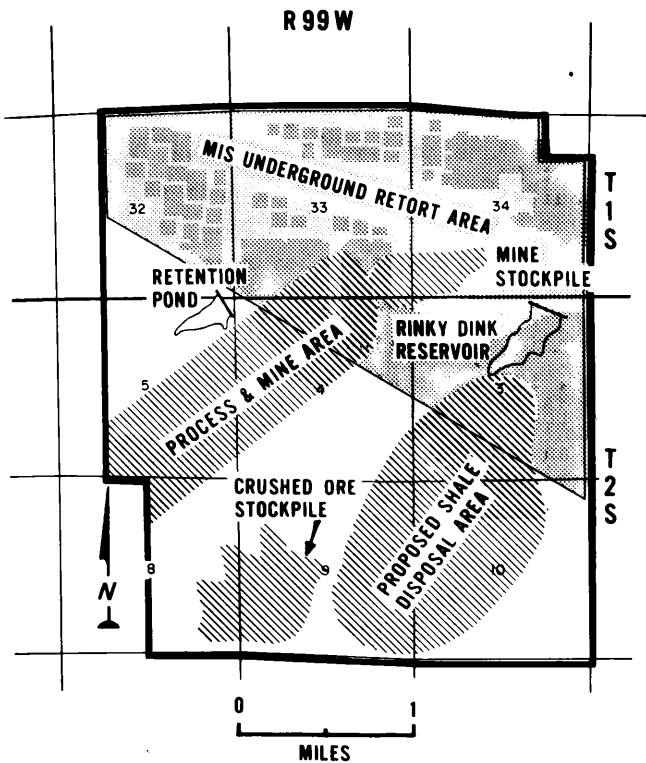 R 99 W
MIS UNDERGROUND RETORT AREA
T
1
S
32
33
34
RETENTION
POND
MINE
STOCKPILE
RINKY DINK
RESERVOIR
PROCESS & MINE AREA
5
4
3
T
2
S
CRUSHED ORE
STOCKPILE
PROPOSED SHALE
DISPOSAL AREA
8
9
10
N
0
1
MILES